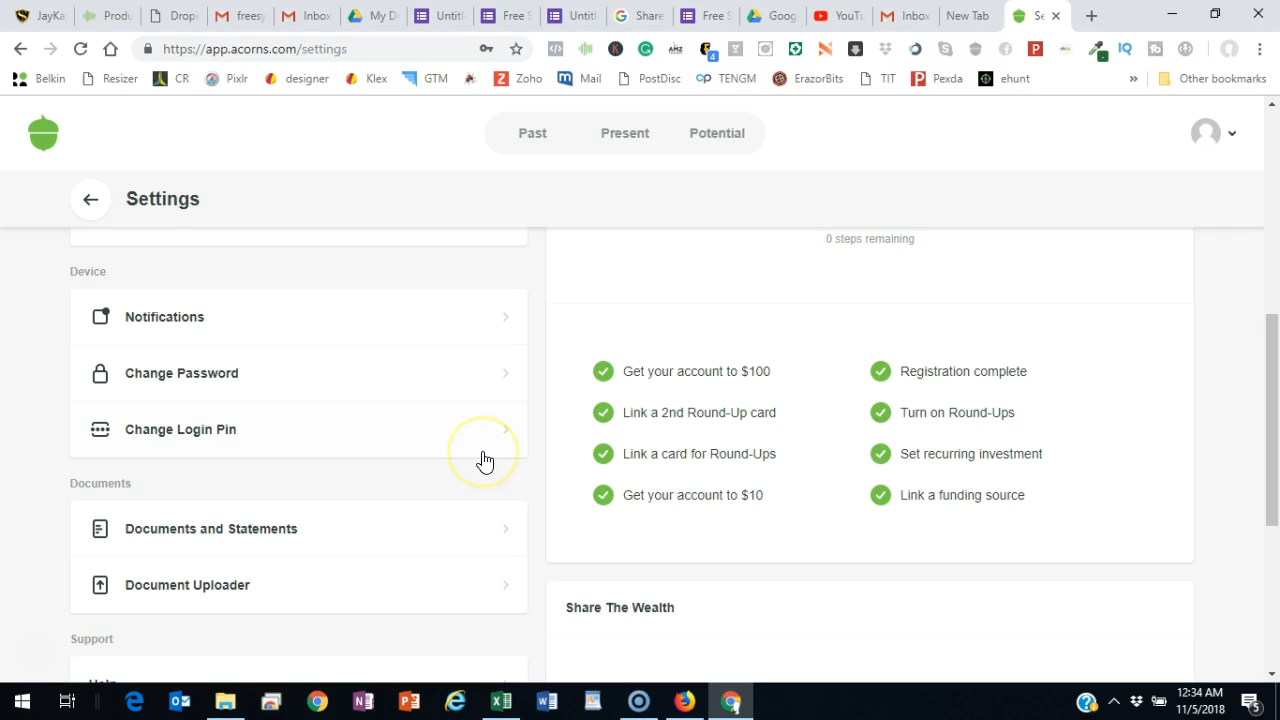 JayKa
Produ
Drop
freesy
Inbox
My D
Untitl
Free S
Untitl
Share
Free S
Goog
YouTu
Inbox
New Tab
Se
https://app.acorns.com/settings
4
IQ
Belkin
Resizer
CR
Pixlr
designer
Klex
GTM
Zoho
Mail
PostDisc
TENGM
ErazorBits
TIT
Pexda
ehunt
»
Other bookmarks
Past
Present
Potential
Settings
0 steps remaining
Device
Notifications
Change Password
Change Login Pin
Get your account to $100
Registration complete
Link a 2nd Round-Up card
Turn on Round-Ups
Link a card for Round-Ups
Set recurring investment
Get your account to $10
Link a funding source
Documents
Documents and Statements
Document Uploader
Share The Wealth
Support
Help
12:34 AM
11/5/2018
5